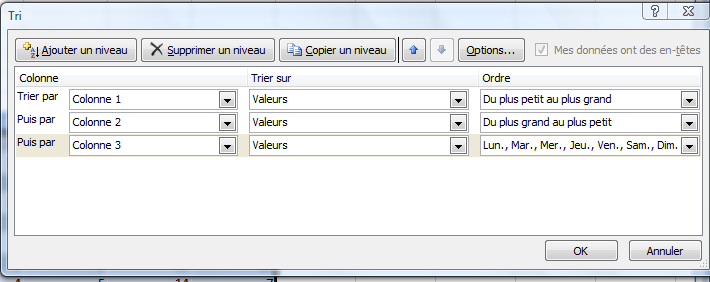 Tri
Ajouter un niveau Supprimer un niveau Copier un niveau Options... Mes données ont des en-têtes
Colonne Trier sur Ordre
Trier par Colonne 1 Valeurs Du plus petit au plus grand
Puis par Colonne 2 Valeurs Du plus grand au plus petit
Puis par Colonne 3 Valeurs Lun., Mar., Mer., Jeu., Ven., Sam., Dim.
OK Annuler